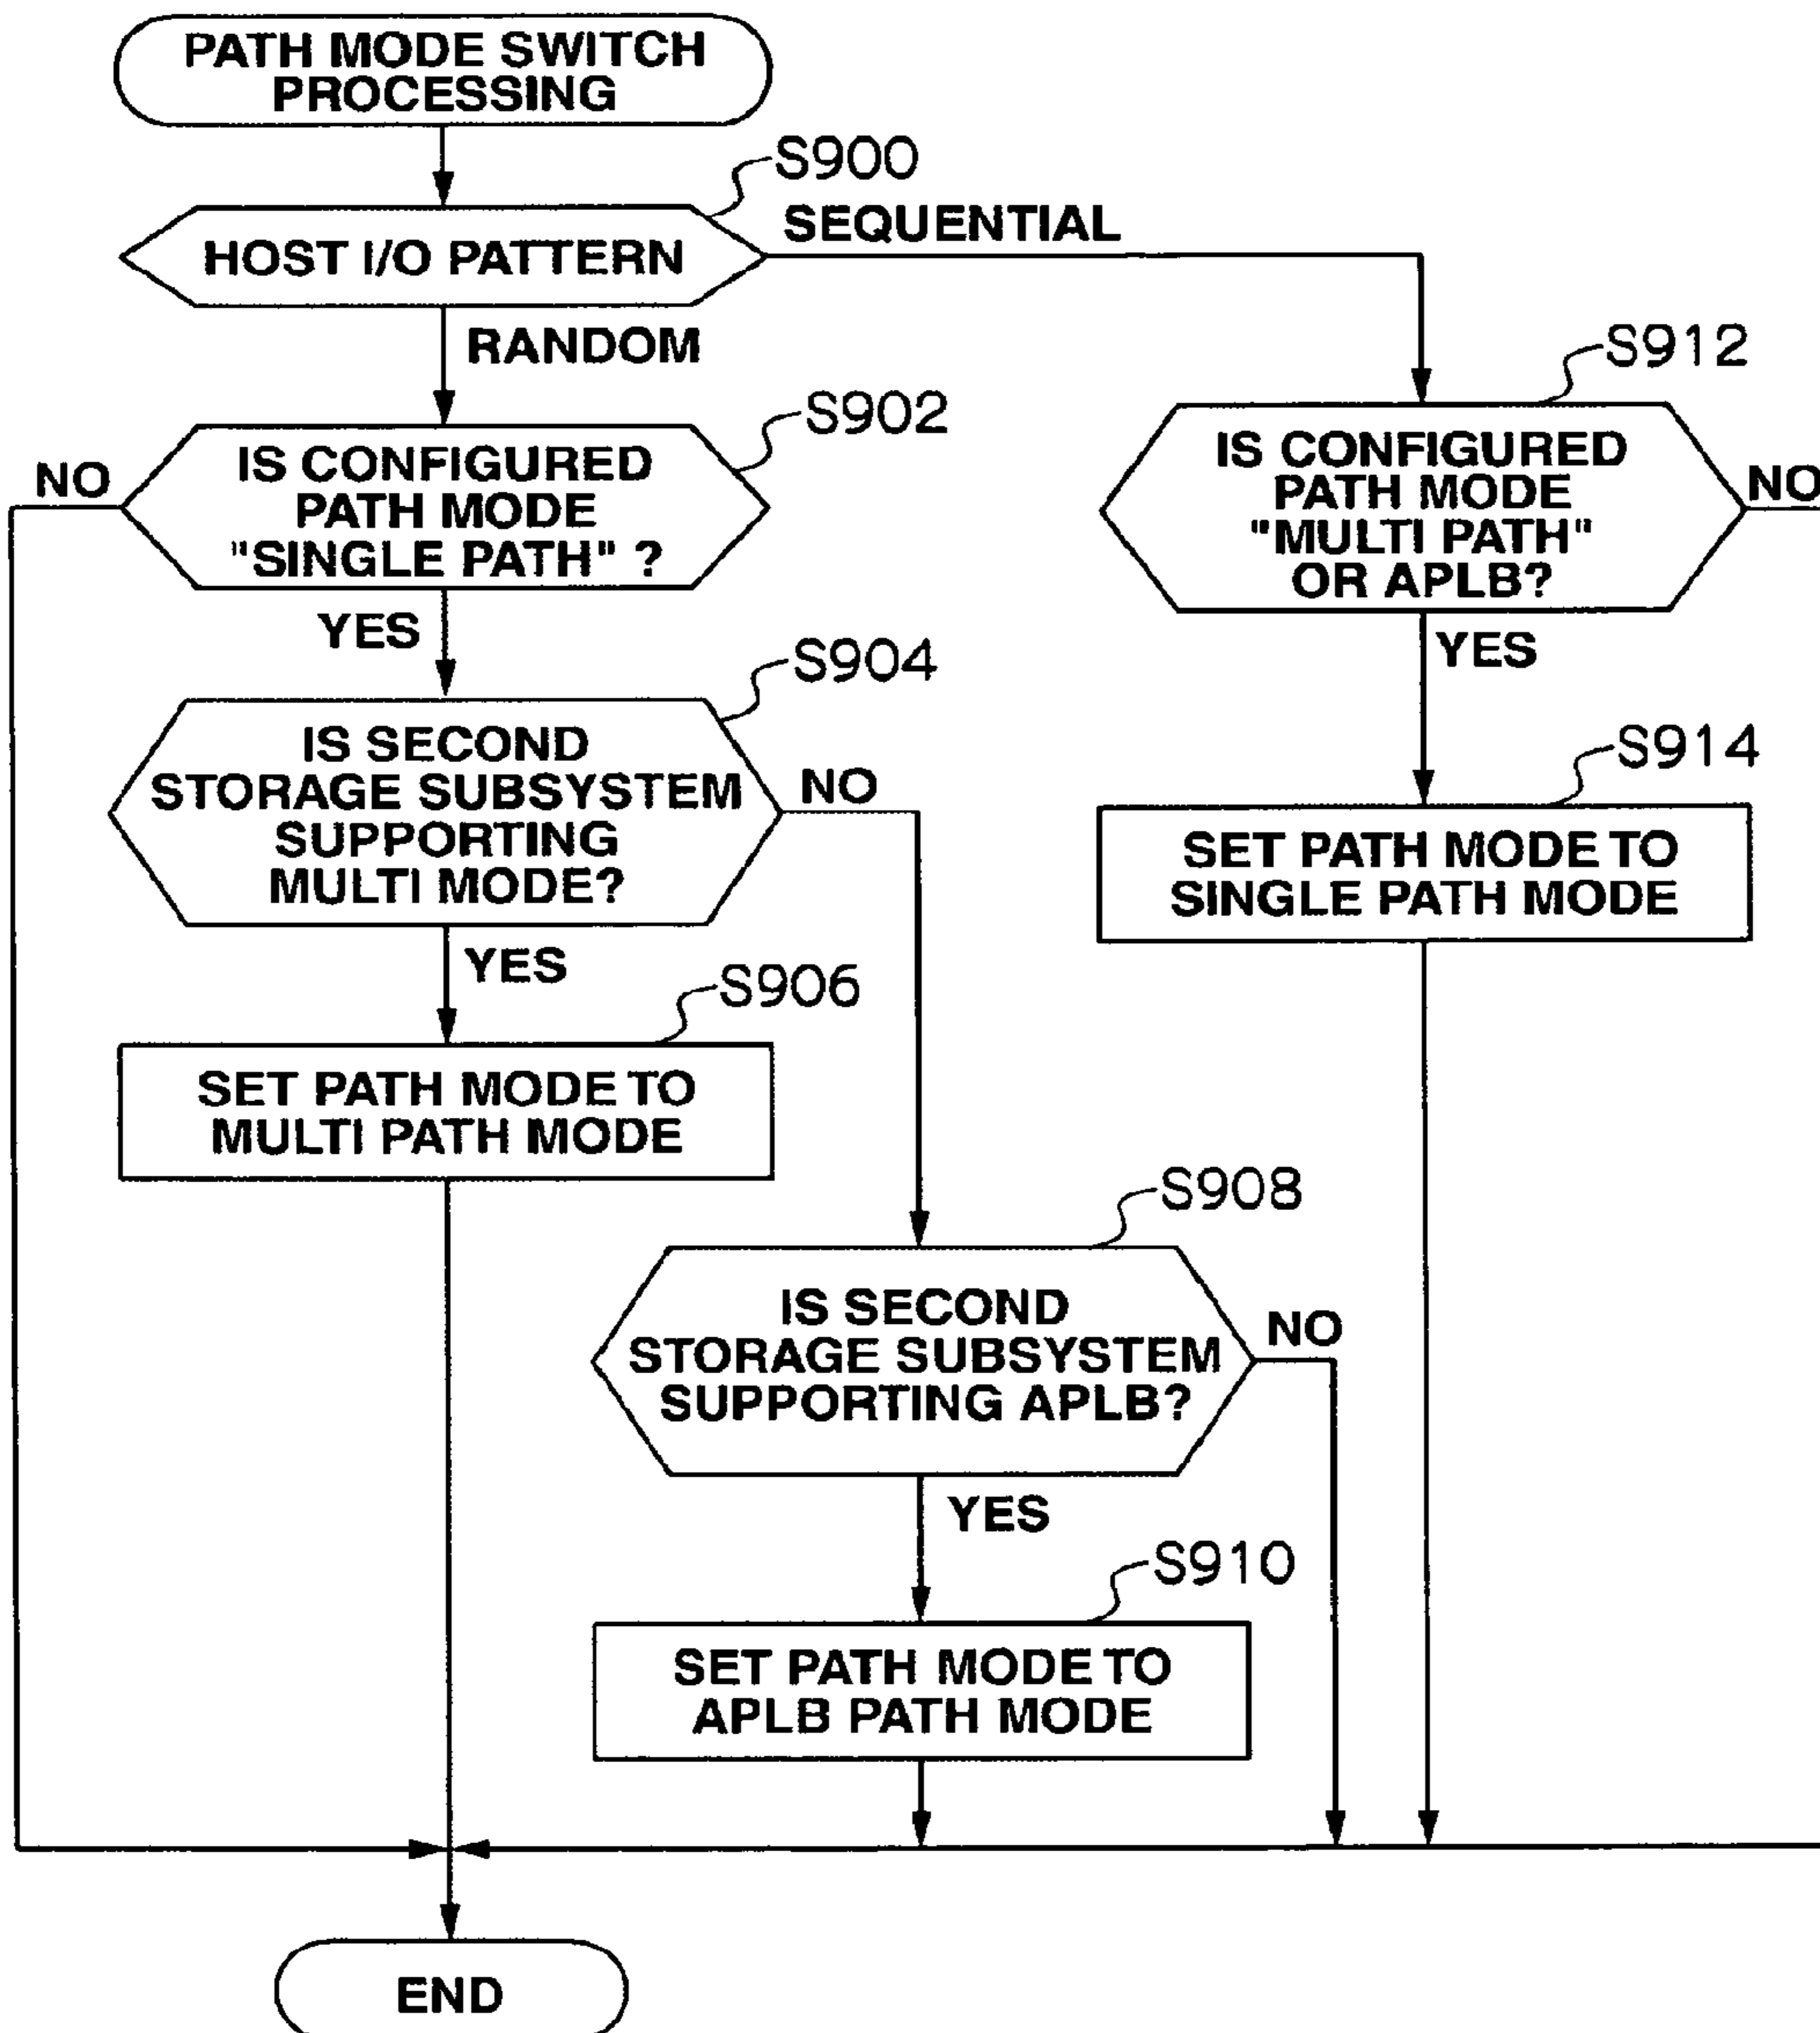 PATH MODE SWITCH
PROCESSING
S900
HOST I/O PATTERN
SEQUENTIAL
RANDOM
S902
IS CONFIGURED
PATH MODE
"SINGLE PATH" ?
NO
YES
S912
IS CONFIGURED
PATH MODE
"MULTI PATH"
OR APLB?
NO
YES
S904
IS SECOND
STORAGE SUBSYSTEM
SUPPORTING
MULTI MODE?
NO
YES
S914
SET PATH MODE TO
SINGLE PATH MODE
S906
SET PATH MODE TO
MULTI PATH MODE
S908
IS SECOND
STORAGE SUBSYSTEM
SUPPORTING APLB?
NO
YES
S910
SET PATH MODE TO
APLB PATH MODE
END